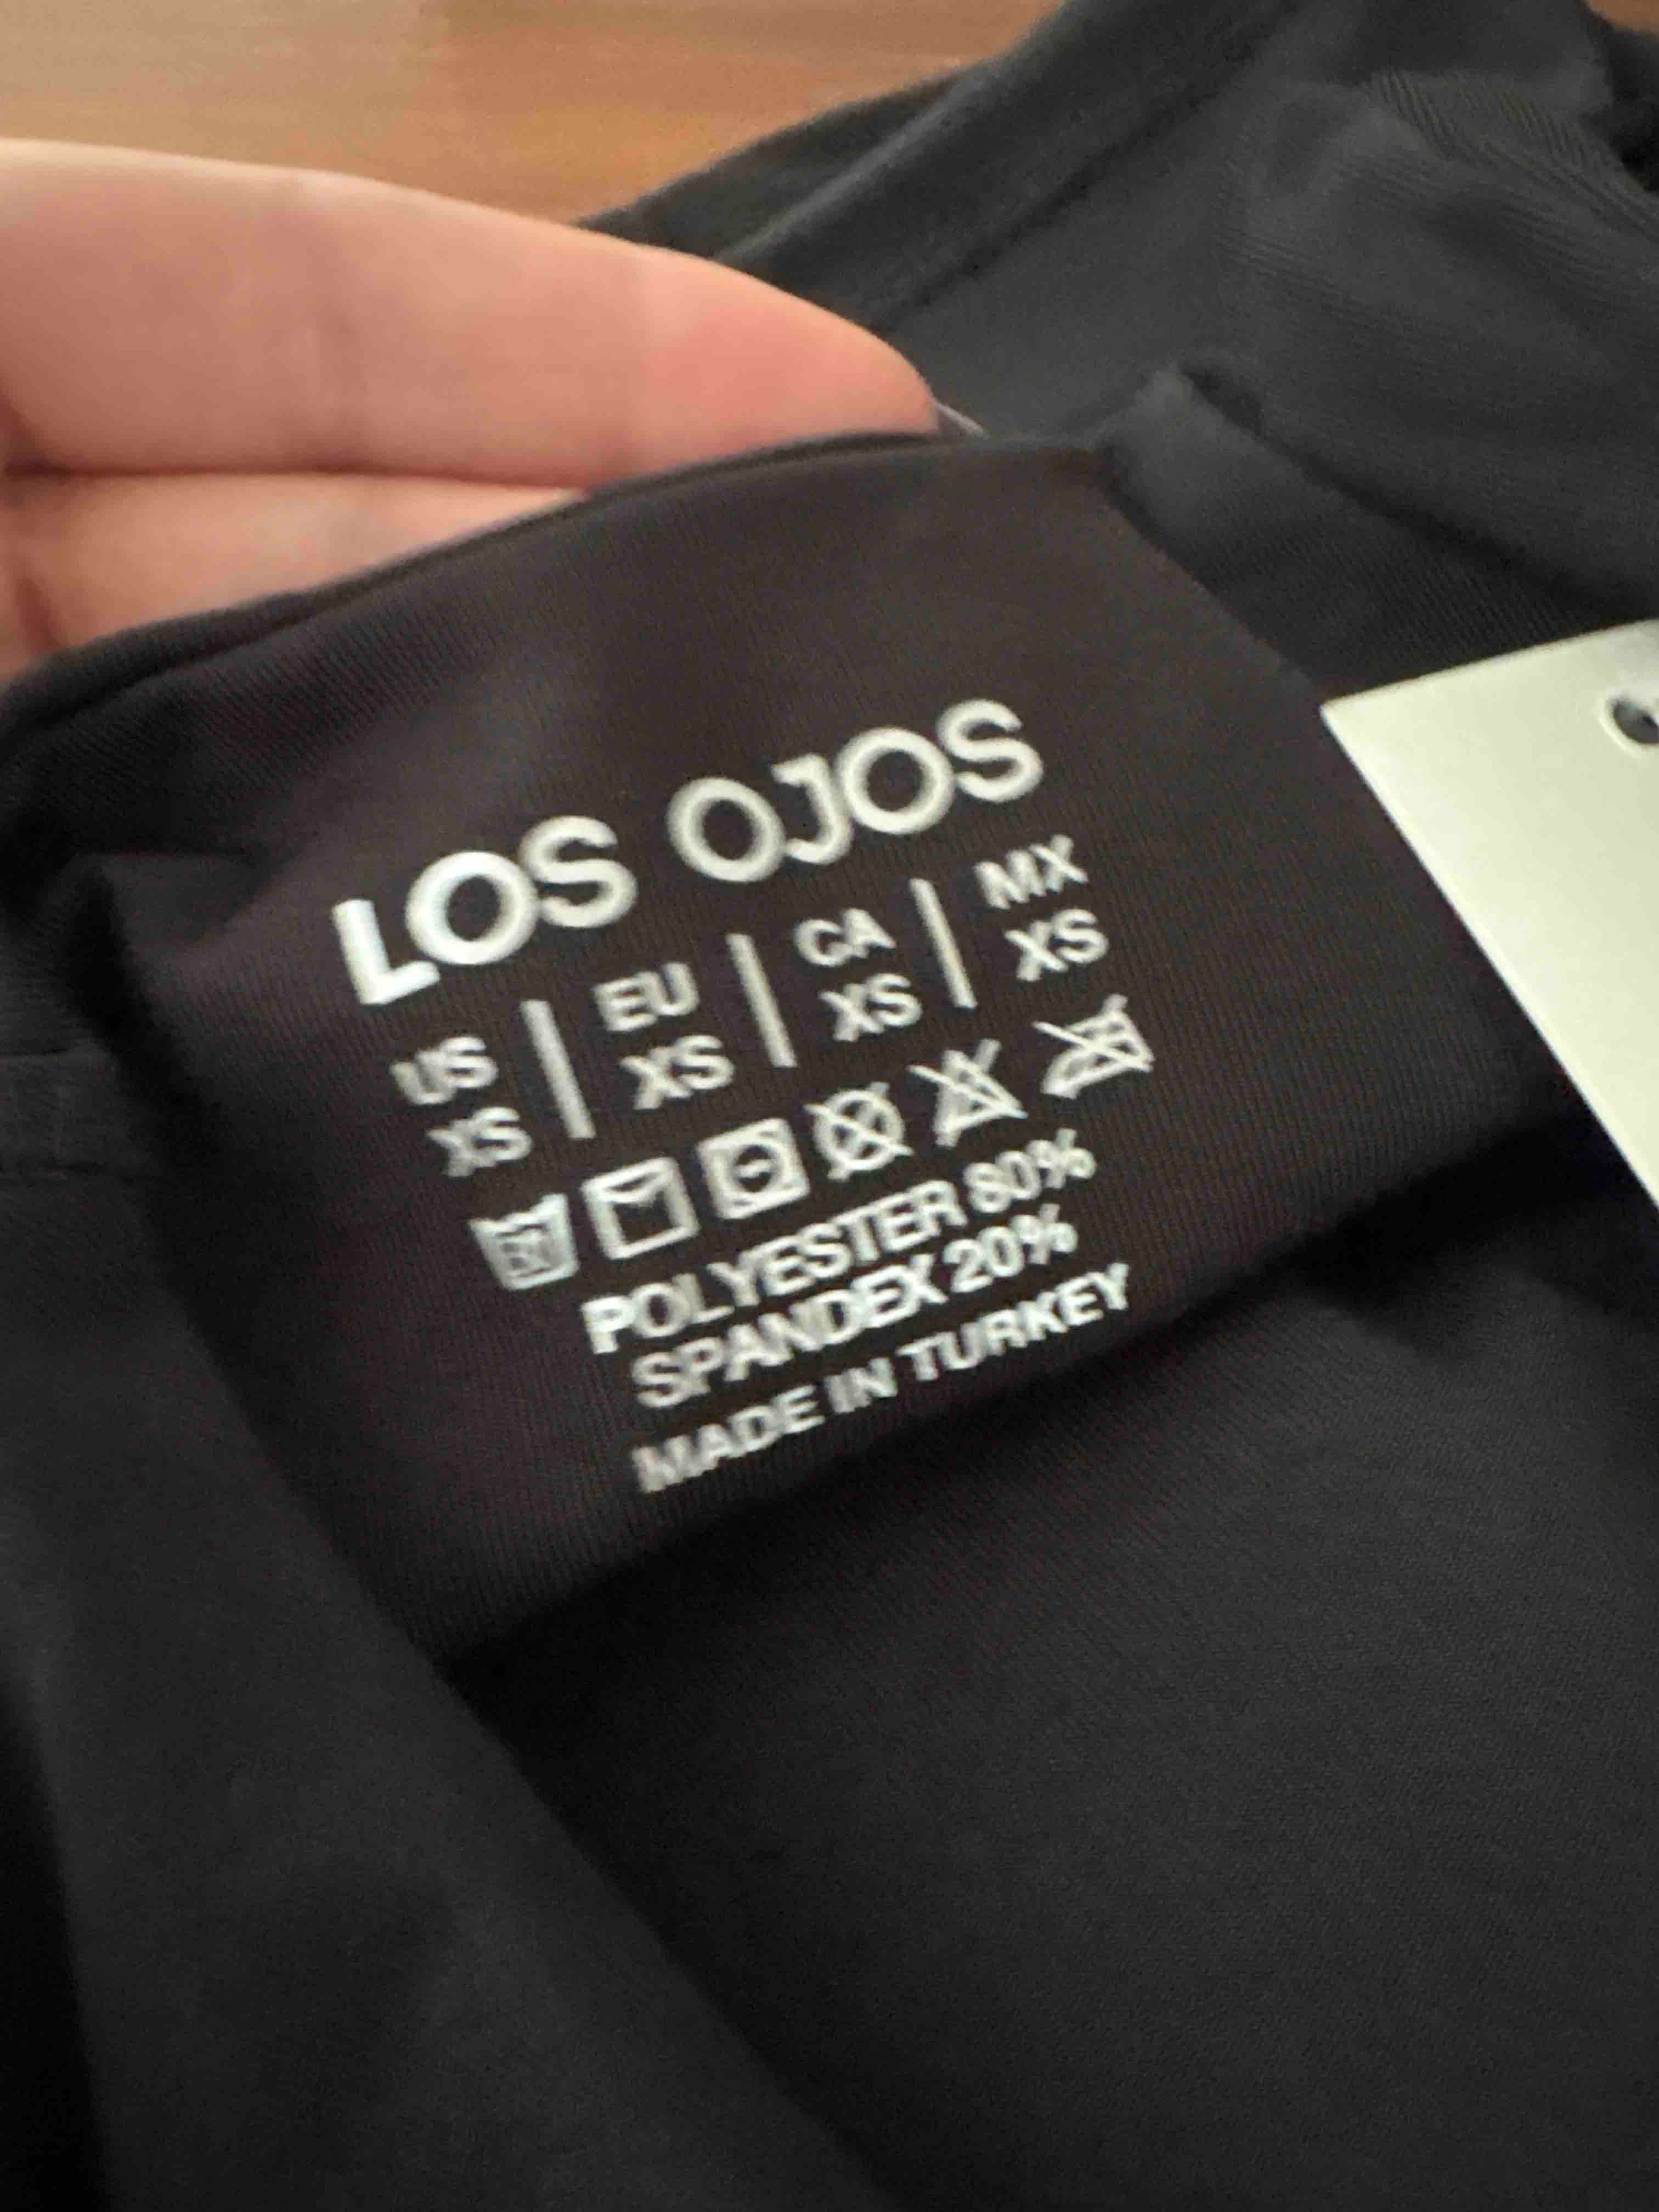 LOS OJOS
US | EU | CA | MX
XS XS XS XS
POLYESTER 80%
SPANDEX 20%
MADE IN TURKEY